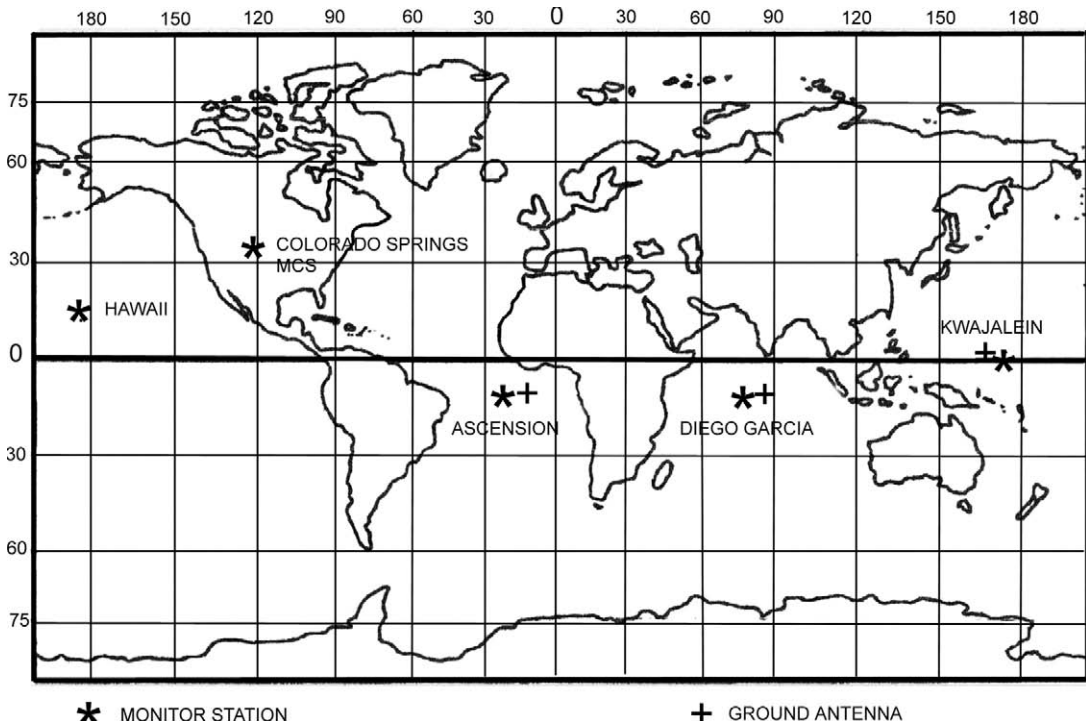 180 150 120 90 60 30 0 30 60 90 120 150 180
75
60
COLORADO SPRINGS
MCS
30
HAWAII
KWAJALEIN
0
ASCENSION
DIEGO GARCIA
30
60
75
* MONITOR STATION
+ GROUND ANTENNA